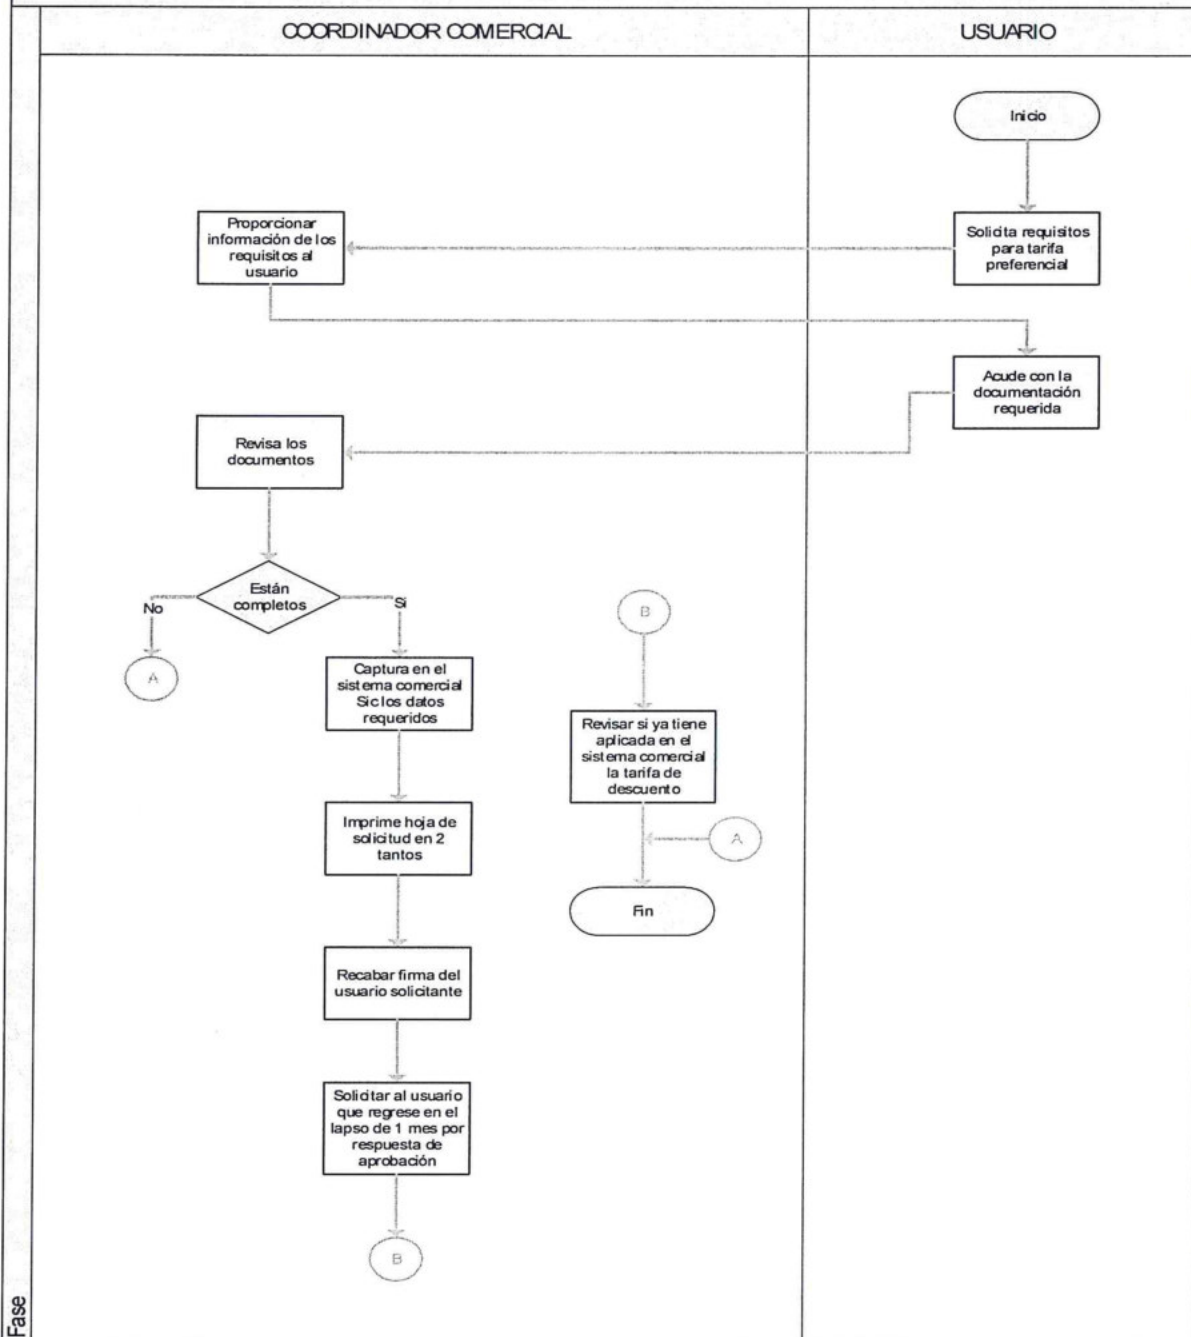 COORDINADOR COMERCIAL
USUARIO
Inicio
Solicita requisitos
para tarifa
preferencial
Proporcionar
información de los
requisitos al
usuario
Acude con la
documentación
requerida
Revisa los
documentos
Están
completos
No
Si
A
Captura en el
sistema comercial
Sic los datos
requeridos
Imprime hoja de
solicitud en 2
tantos
Recabar firma del
usuario solicitante
Solicitar al usuario
que regrese en el
lapso de 1 mes por
respuesta de
aprobación
B
B
Revisar si ya tiene
aplicada en el
sistema comercial
la tarifa de
descuento
A
Fin
Fase